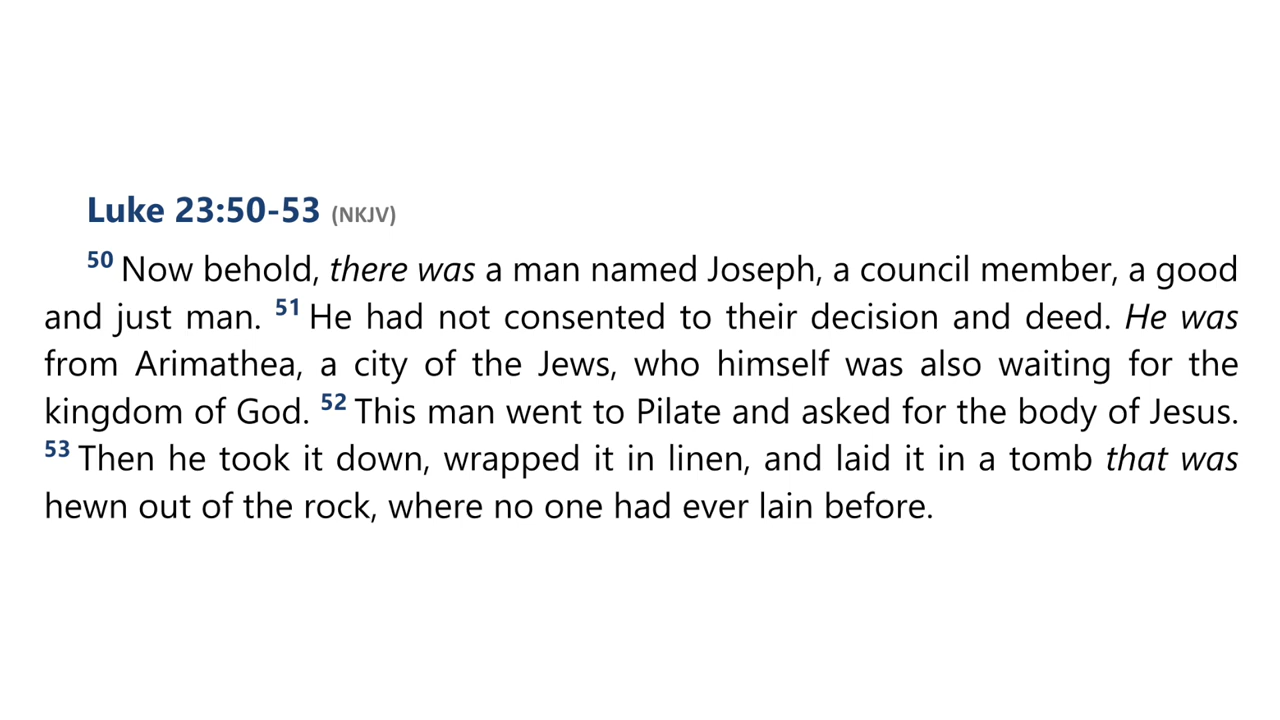 Luke 23:50-53 (NKJV)
50 Now behold, there was a man named Joseph, a council member, a good
and just man. 51 He had not consented to their decision and deed. He was
from Arimathea, a city of the Jews, who himself was also waiting for the
kingdom of God. 52 This man went to Pilate and asked for the body of Jesus.
53 Then he took it down, wrapped it in linen, and laid it in a tomb that was
hewn out of the rock, where no one had ever lain before.